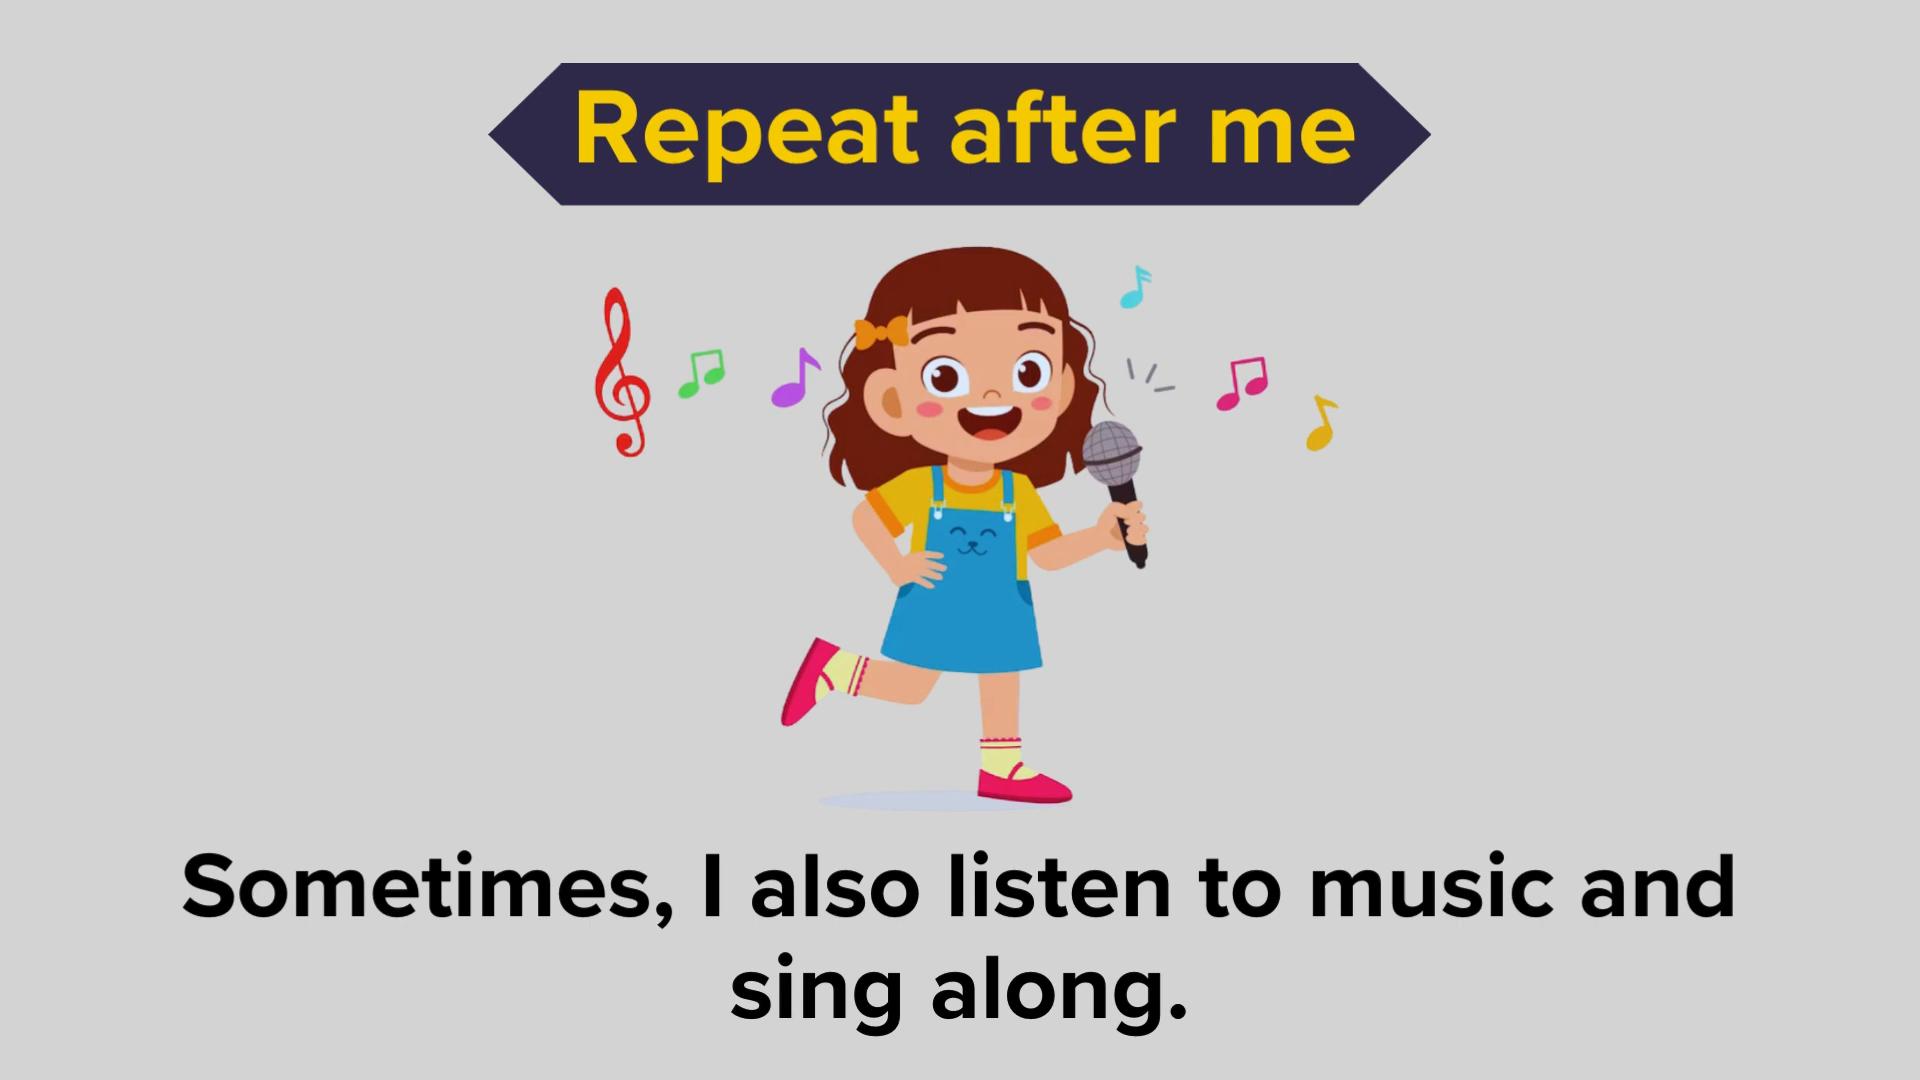 Repeat after me
Sometimes, I also listen to music and
sing along.